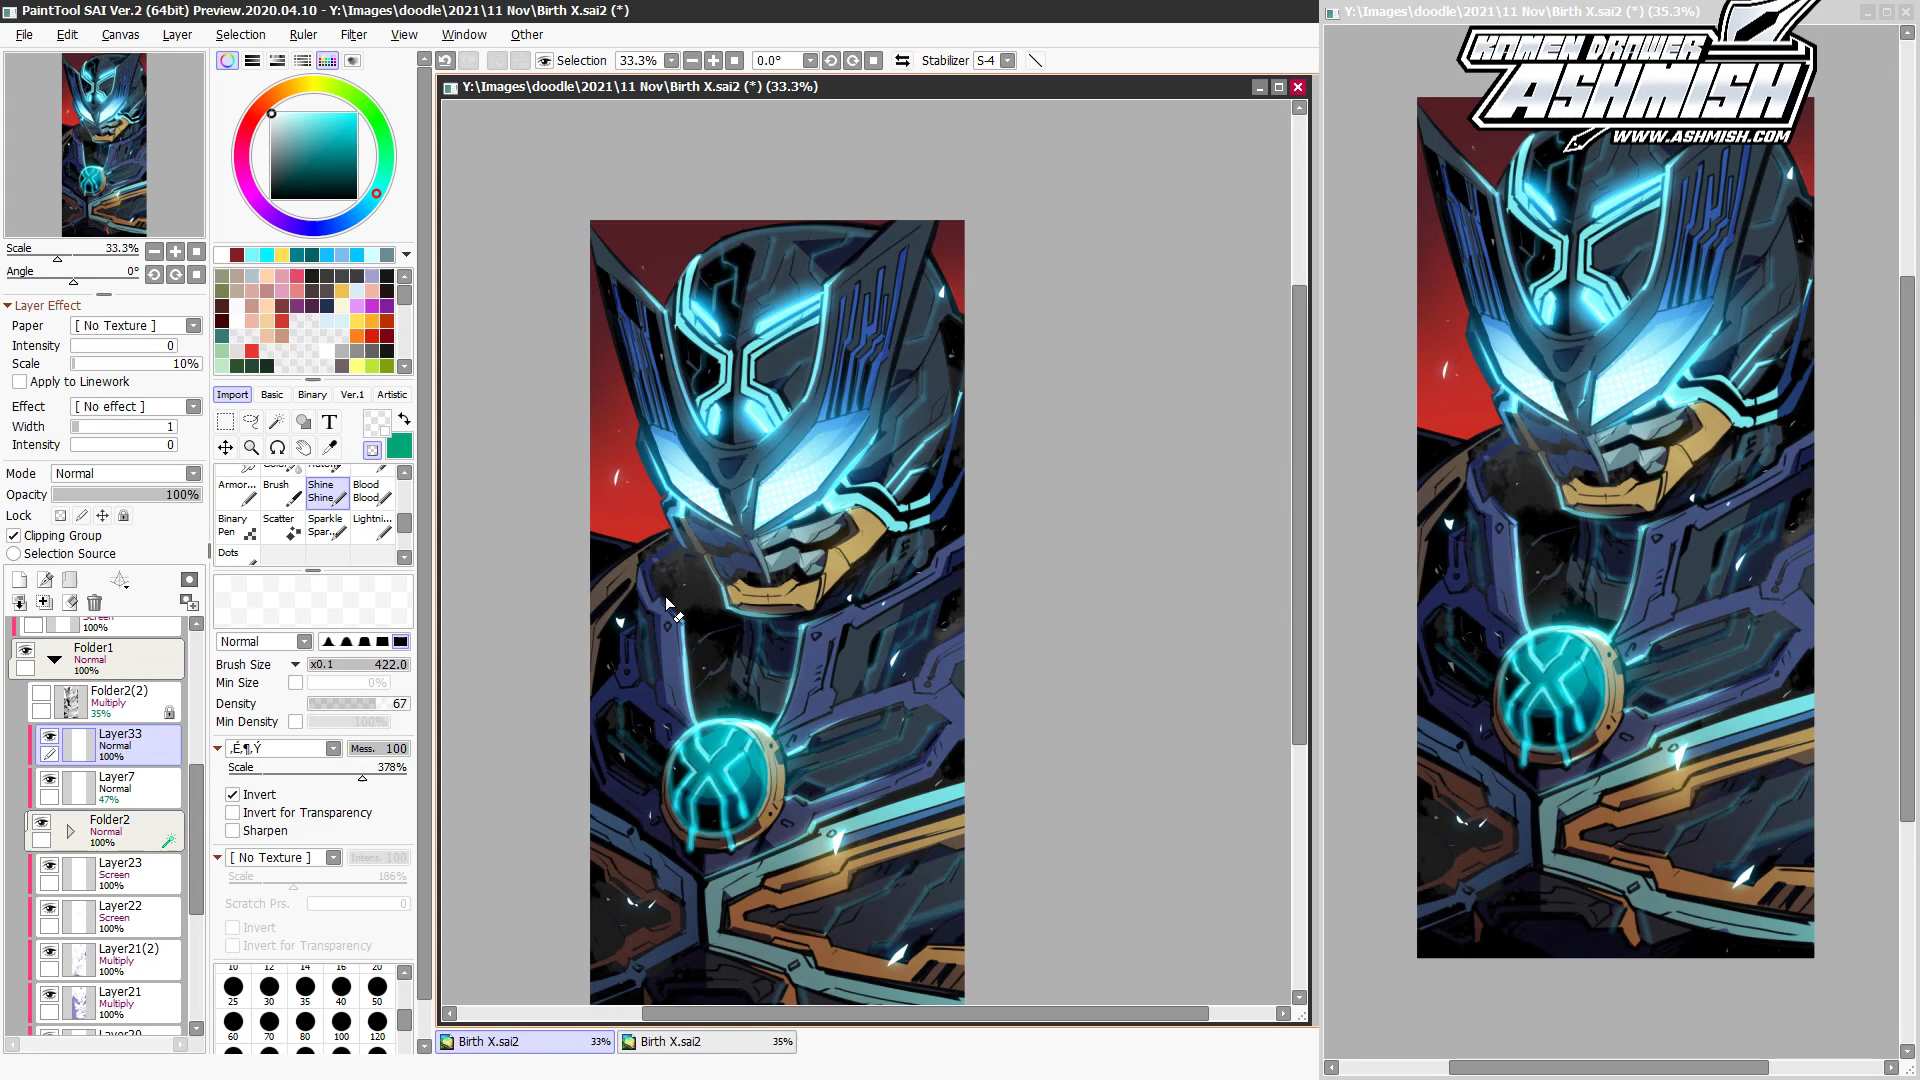 PaintTool SAI Ver.2 (64bit) Preview.2020.04.10 - Y:\Images\doodle\2021\11 Nov\Birth X.sai2 (*)
File Edit Canvas Layer Selection Ruler Filter View Window Other
Selection 33.3% 0.0° Stabilizer S-4
Y:\Images\doodle\2021\11 Nov\Birth X.sai2 (*) (33.3%)
Y:\Images\doodle\2021\11 Nov\Birth X.sai2 (*) (35.3%)
KAMEN DRAWER
ASHMISH
WWW.ASHMISH.COM
Scale 33.3%
Angle 0°
Layer Effect
Paper [ No Texture ]
Intensity 0
Scale 10%
Apply to Linework
Effect [ No effect ]
Width 1
Intensity 0
Mode Normal
Opacity 100%
Lock
Clipping Group
Selection Source
Screen
100%
Folder1
Normal
100%
Folder2(2)
Multiply
35%
Layer33
Normal
100%
Layer7
Normal
47%
Folder2
Normal
100%
Layer23
Screen
100%
Layer22
Screen
100%
Layer21(2)
Multiply
100%
Layer21
Multiply
100%
Layer20
Import Basic Binary Ver.1 Artistic
T
Armor... Brush Shine Blood
Shine Blood
Binary Scatter Sparkle Lightni...
Pen Spar...
Dots
Normal
Brush Size x0.1 422.0
Min Size 0%
Density 67
Min Density 100%
‚É‚¶‚Ý Mess. 100
Scale 378%
Invert
Invert for Transparency
Sharpen
[ No Texture ] Intens. 100
Scale 186%
Scratch Prs. 0
Invert
Invert for Transparency
10 12 14 16 20
25 30 35 40 50
60 70 80 100 120
Birth X.sai2 33%
Birth X.sai2 35%